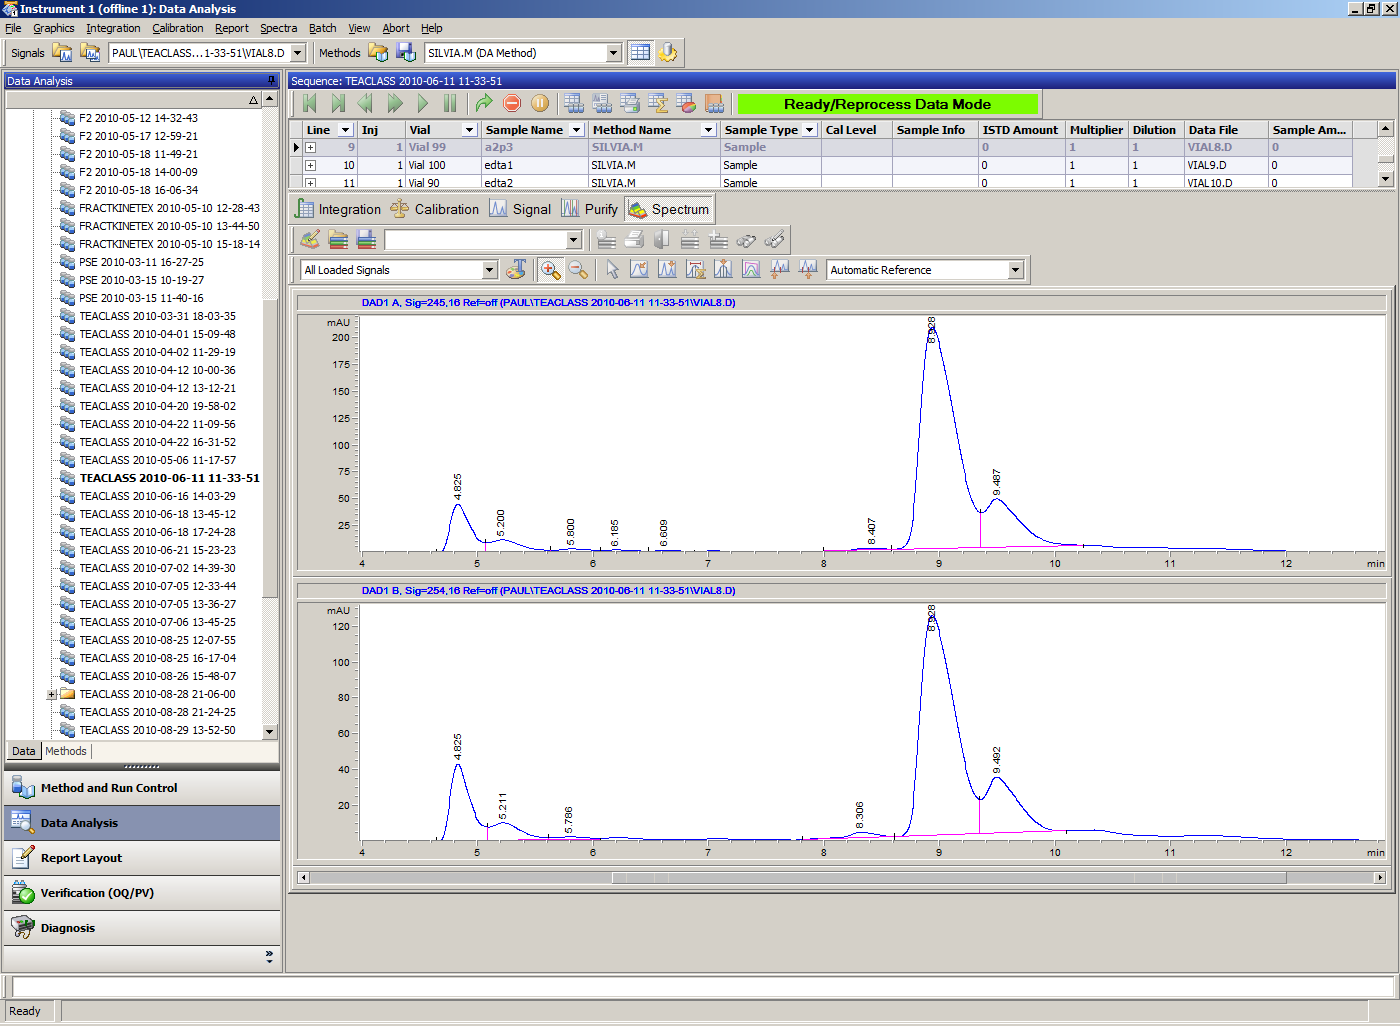 Instrument 1 (offline 1): Data Analysis
File Graphics Integration Calibration Report Spectra Batch View Abort Help
Signals PAUL\TEACLASS...1-33-51\VIAL8.D Methods SILVIA.M (DA Method)
Data Analysis
F2 2010-05-12 14-32-43
F2 2010-05-17 12-59-21
F2 2010-05-18 11-49-21
F2 2010-05-18 14-00-09
F2 2010-05-18 16-06-34
FRACTKINETEX 2010-05-10 12-28-43
FRACTKINETEX 2010-05-10 13-44-50
FRACTKINETEX 2010-05-10 15-18-14
PSE 2010-03-11 16-27-25
PSE 2010-03-15 10-19-27
PSE 2010-03-15 11-40-16
TEACLASS 2010-03-31 18-03-35
TEACLASS 2010-04-01 15-09-48
TEACLASS 2010-04-02 11-29-19
TEACLASS 2010-04-12 10-00-36
TEACLASS 2010-04-12 13-12-21
TEACLASS 2010-04-20 19-58-02
TEACLASS 2010-04-22 11-09-56
TEACLASS 2010-04-22 16-31-52
TEACLASS 2010-05-06 11-17-57
TEACLASS 2010-06-11 11-33-51
TEACLASS 2010-06-16 14-03-29
TEACLASS 2010-06-18 13-45-12
TEACLASS 2010-06-18 17-24-28
TEACLASS 2010-06-21 15-23-23
TEACLASS 2010-07-02 14-39-30
TEACLASS 2010-07-05 12-33-44
TEACLASS 2010-07-05 13-36-27
TEACLASS 2010-07-06 13-45-25
TEACLASS 2010-08-25 12-07-55
TEACLASS 2010-08-25 16-17-04
TEACLASS 2010-08-26 15-48-07
TEACLASS 2010-08-28 21-06-00
TEACLASS 2010-08-28 21-24-25
TEACLASS 2010-08-29 13-52-50
Data Methods
Method and Run Control
Data Analysis
Report Layout
Verification (OQ/PV)
Diagnosis
Sequence: TEACLASS 2010-06-11 11-33-51
Ready/Reprocess Data Mode
Line Inj Vial Sample Name Method Name Sample Type Cal Level Sample Info ISTD Amount Multiplier Dilution Data File Sample Am...
9 1 Vial 99 a2p3 SILVIA.M Sample 0 1 1 VIAL8.D 0
10 1 Vial 100 edta1 SILVIA.M Sample 0 1 1 VIAL9.D 0
11 1 Vial 90 edta2 SILVIA.M Sample 0 1 1 VIAL10.D 0
Integration Calibration Signal Purify Spectrum
All Loaded Signals Automatic Reference
DAD1 A, Sig=245,16 Ref=off (PAUL\TEACLASS 2010-06-11 11-33-51\VIAL8.D)
mAU
200
175
150
125
100
75
50
25
4.825 5.200 5.800 6.185 6.609 8.407 8.928 9.487
4 5 6 7 8 9 10 11 12 min
DAD1 B, Sig=254,16 Ref=off (PAUL\TEACLASS 2010-06-11 11-33-51\VIAL8.D)
mAU
120
100
80
60
40
20
4.825 5.211 5.786 8.306 8.928 9.492
4 5 6 7 8 9 10 11 12 min
Ready